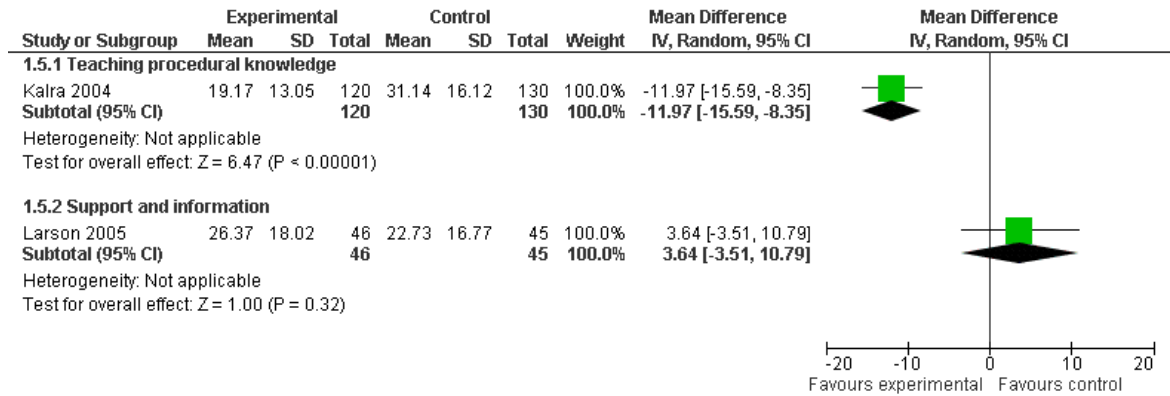 Experimental Control Mean Difference Mean Difference
Study or Subgroup Mean SD Total Mean SD Total Weight IV, Random, 95% CI IV, Random, 95% CI
1.5.1 Teaching procedural knowledge
Kalra 2004 19.17 13.05 120 31.14 16.12 130 100.0% -11.97 [-15.59, -8.35]
Subtotal (95% CI) 120 130 100.0% -11.97 [-15.59, -8.35]
Heterogeneity: Not applicable
Test for overall effect: Z = 6.47 (P < 0.00001)
1.5.2 Support and information
Larson 2005 26.37 18.02 46 22.73 16.77 45 100.0% 3.64 [-3.51, 10.79]
Subtotal (95% CI) 46 45 100.0% 3.64 [-3.51, 10.79]
Heterogeneity: Not applicable
Test for overall effect: Z = 1.00 (P = 0.32)
-20 -10 0 10 20
Favours experimental Favours control